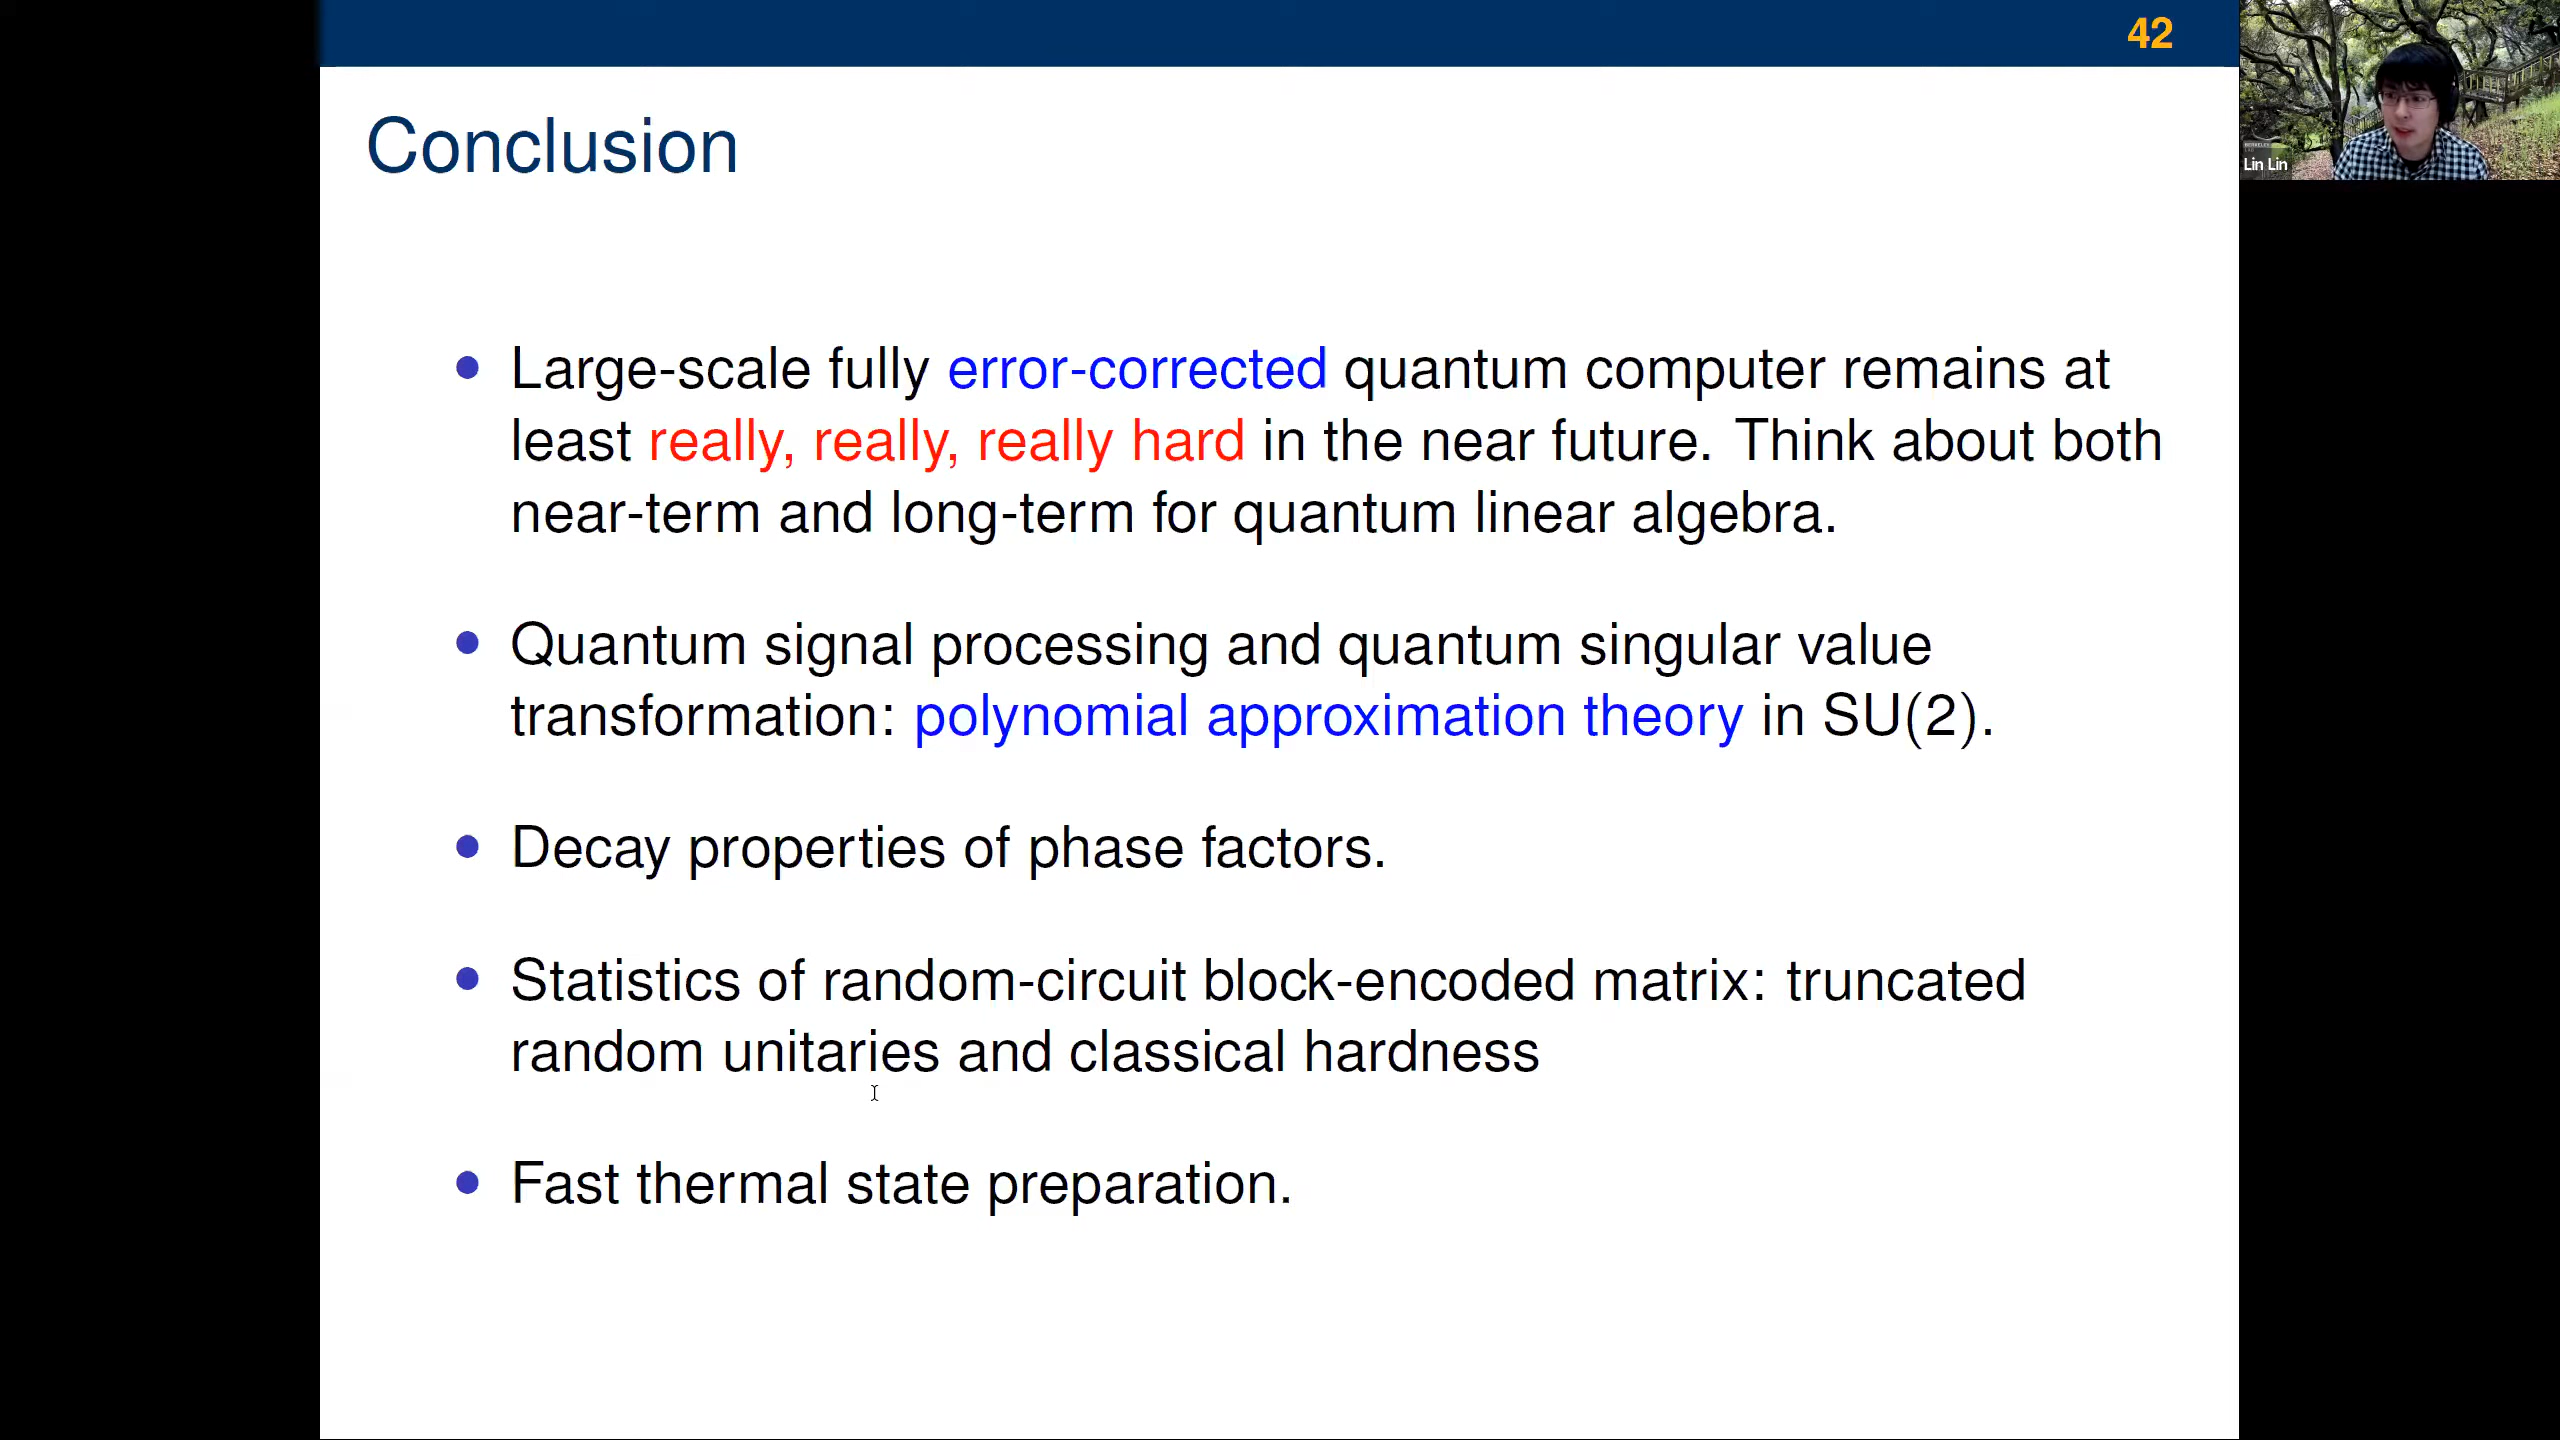 42
Conclusion
Lin Lin
• Large-scale fully error-corrected quantum computer remains at
least really, really, really hard in the near future. Think about both
near-term and long-term for quantum linear algebra.
• Quantum signal processing and quantum singular value
transformation: polynomial approximation theory in SU(2).
• Decay properties of phase factors.
• Statistics of random-circuit block-encoded matrix: truncated
random unitaries and classical hardness
• Fast thermal state preparation.